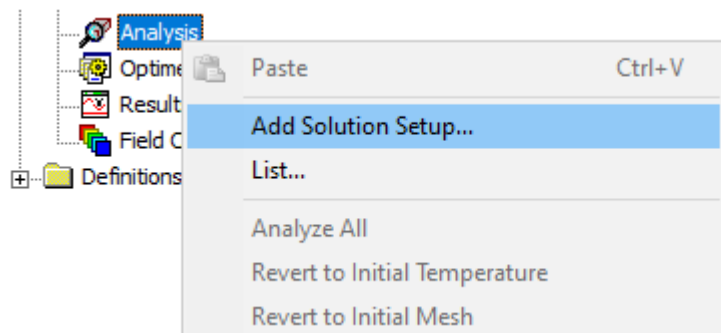 Analysis
Optime
Paste Ctrl+V
Result
Add Solution Setup...
Field C
List...
Definitions
Analyze All
Revert to Initial Temperature
Revert to Initial Mesh